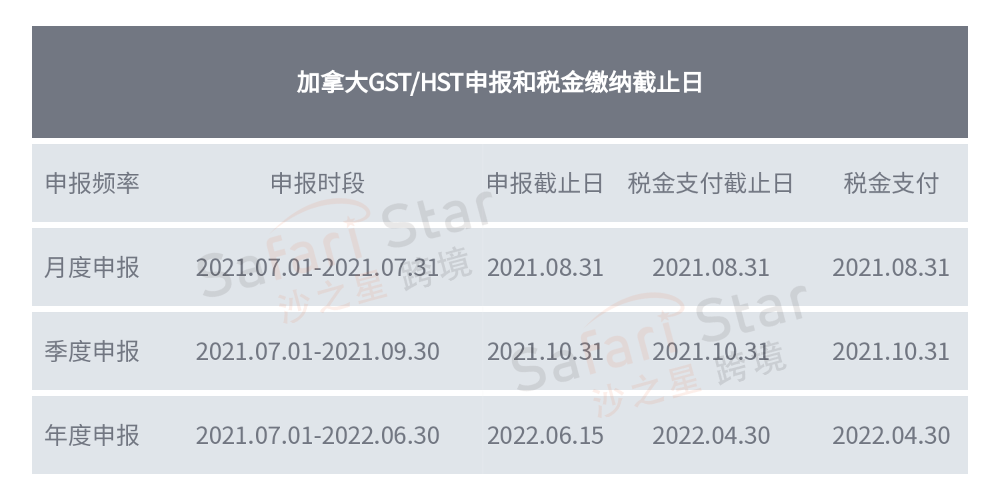 加拿大GST/HST申报和税金缴纳截止日
申报频率 申报时段 申报截止日 税金支付截止日 税金支付
月度申报 2021.07.01-2021.07.31 2021.08.31 2021.08.31 2021.08.31
季度申报 2021.07.01-2021.09.30 2021.10.31 2021.10.31 2021.10.31
年度申报 2021.07.01-2022.06.30 2022.06.15 2022.04.30 2022.04.30
Safari Star
沙之星 跨境
Safari Star
沙之星 跨境